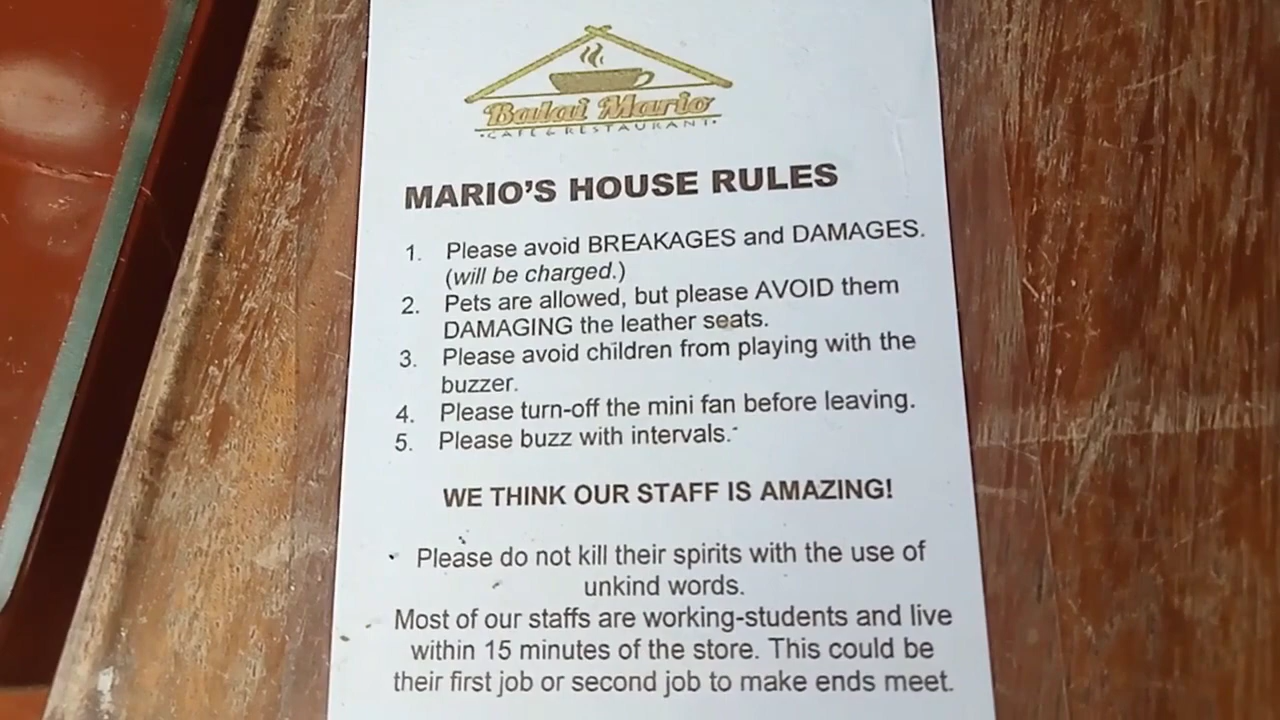 Balai Mario
•CAFE & RESTAURANT•
MARIO'S HOUSE RULES
1. Please avoid BREAKAGES and DAMAGES.
(will be charged.)
2. Pets are allowed, but please AVOID them
DAMAGING the leather seats.
3. Please avoid children from playing with the
buzzer.
4. Please turn-off the mini fan before leaving.
5. Please buzz with intervals.
WE THINK OUR STAFF IS AMAZING!
Please do not kill their spirits with the use of
unkind words.
Most of our staffs are working-students and live
within 15 minutes of the store. This could be
their first job or second job to make ends meet.